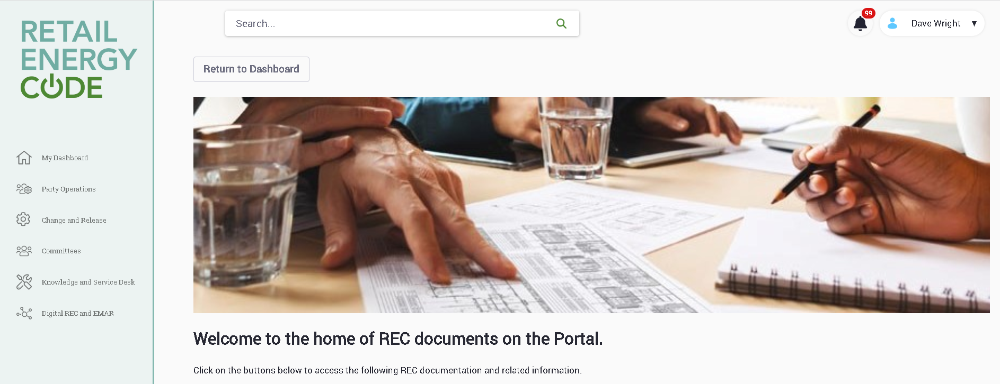 RETAIL
ENERGY
CODE
My Dashboard
Party Operations
Change and Release
Committees
Knowledge and Service Desk
Digital REC and EMAR
Search...
99
Dave Wright
Return to Dashboard
Welcome to the home of REC documents on the Portal.
Click on the buttons below to access the following REC documentation and related information.